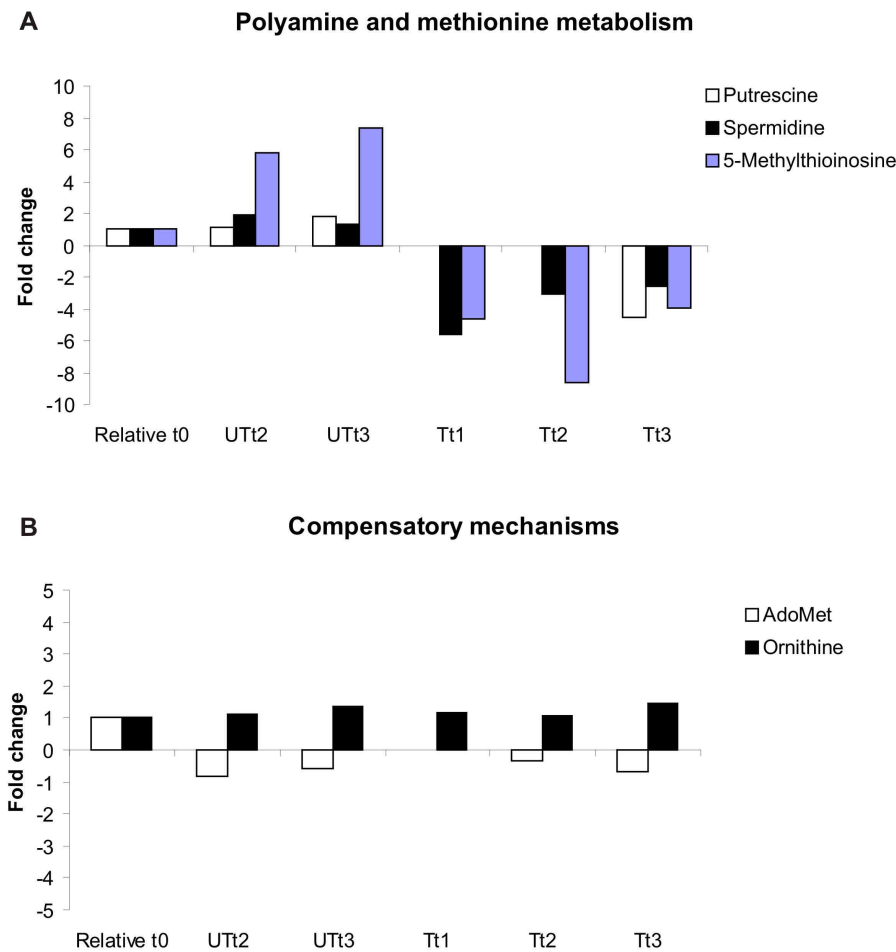 A
Polyamine and methionine metabolism
10
8
6
4
2
0
-2
-4
-6
-8
-10
Fold change
Putrescine
Spermidine
5-Methylthioinosine
Relative t0 UTt2 UTt3 Tt1 Tt2 Tt3
B
Compensatory mechanisms
5
4
3
2
1
0
-1
-2
-3
-4
-5
Fold change
AdoMet
Ornithine
Relative t0 UTt2 UTt3 Tt1 Tt2 Tt3